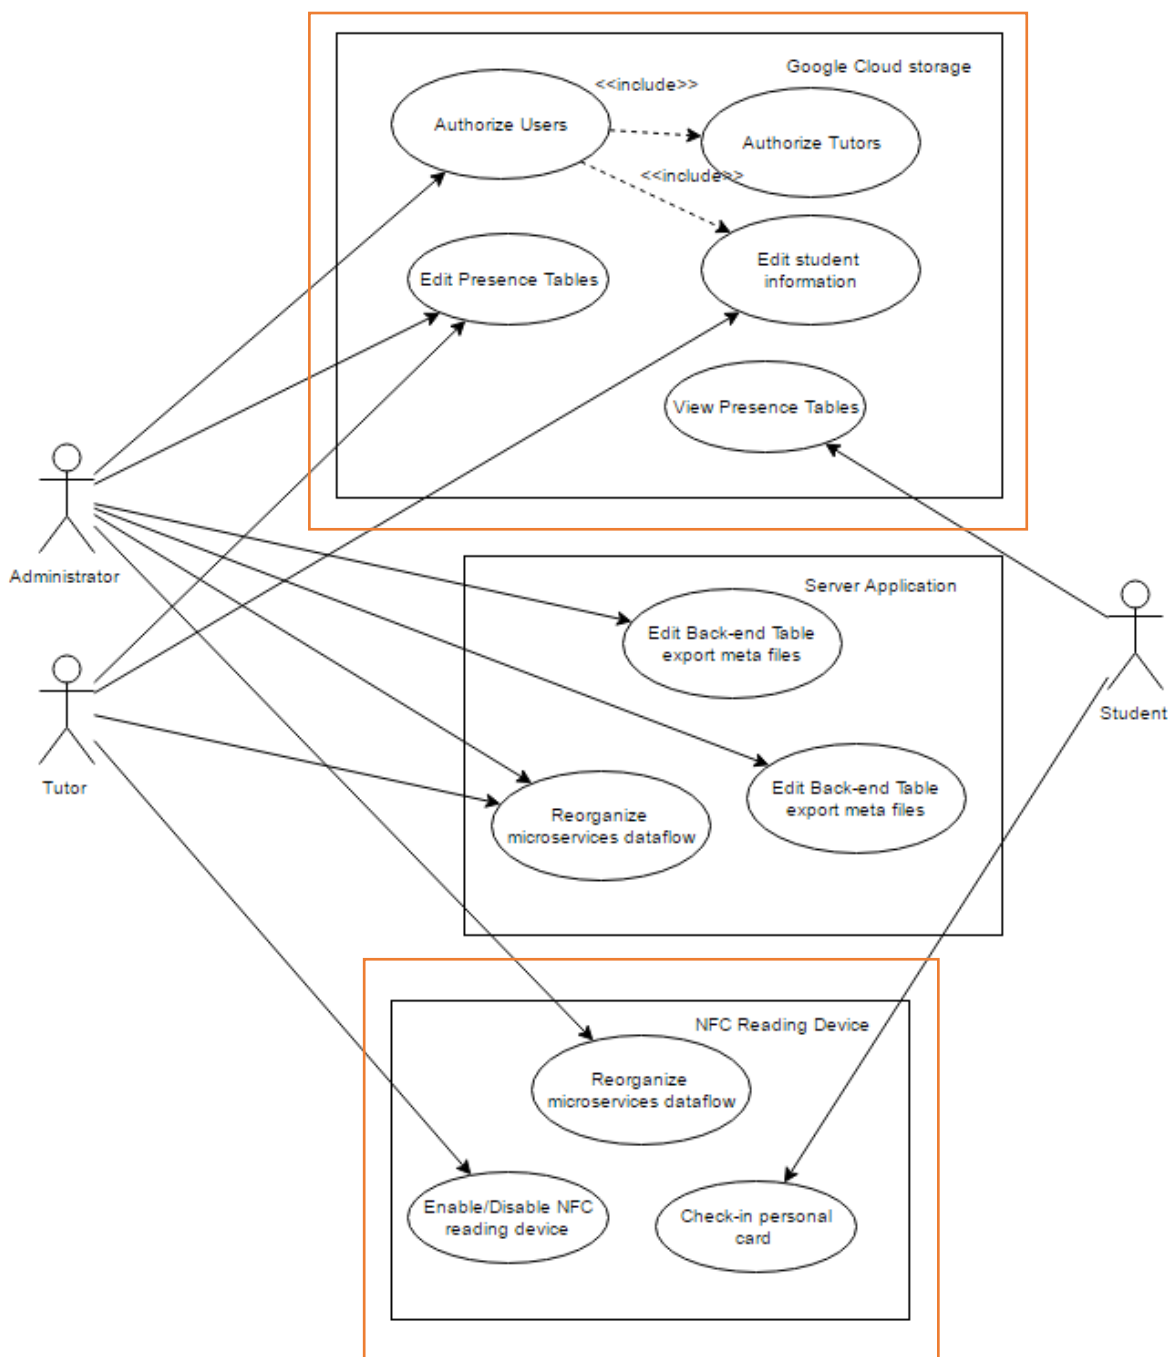 Google Cloud storage
<<include>>
Authorize Users
Authorize Tutors
<<include>>
Edit student
information
Edit Presence Tables
View Presence Tables
Administrator
Server Application
Edit Back-end Table
export meta files
Student
Tutor
Edit Back-end Table
export meta files
Reorganize
microservices dataflow
NFC Reading Device
Reorganize
microservices dataflow
Enable/Disable NFC
reading device
Check-in personal
card